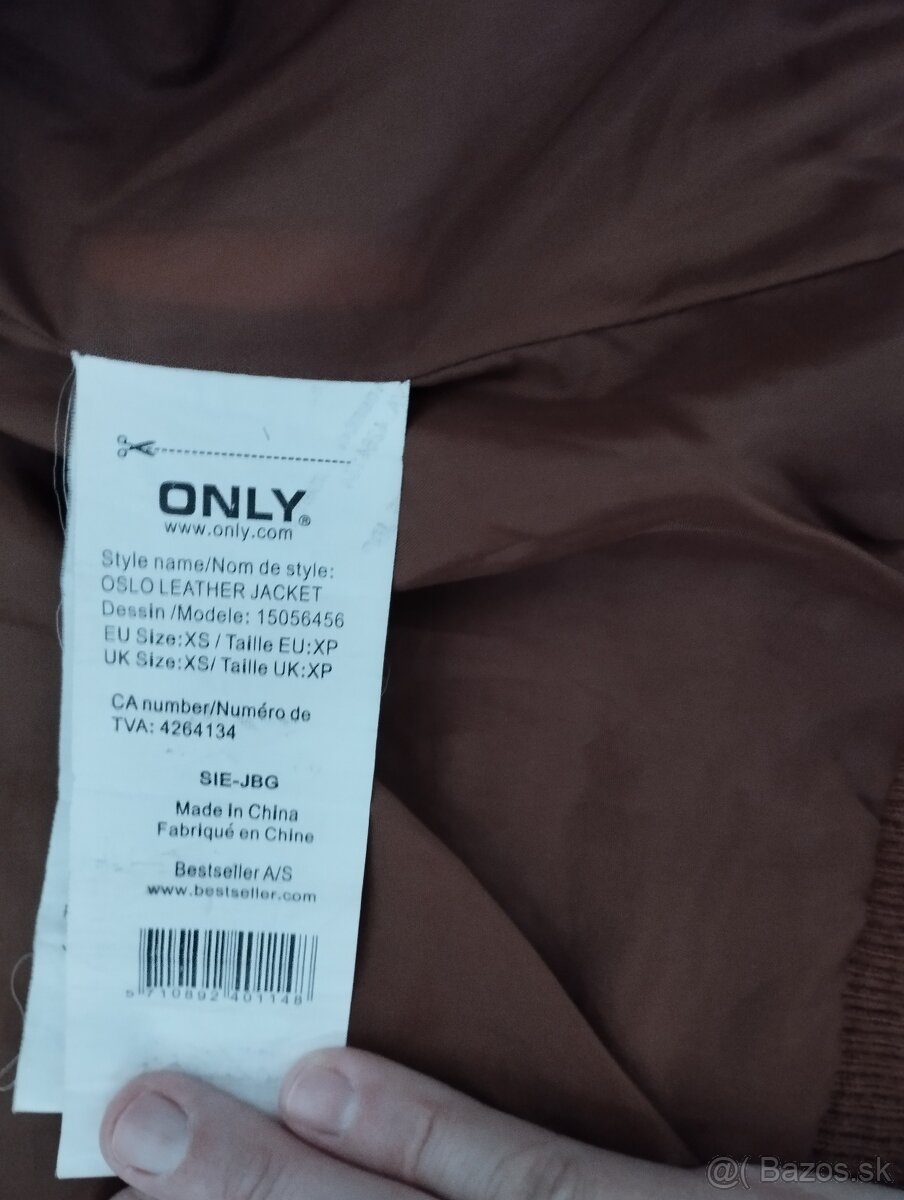 ONLY®
www.only.com
Style name/Nom de style:
OSLO LEATHER JACKET
Dessin /Modele: 15056456
EU Size:XS / Taille EU:XP
UK Size:XS/ Taille UK:XP
CA number/Numéro de
TVA: 4264134
SIE-JBG
Made in China
Fabriqué en Chine
Bestseller A/S
www.bestseller.com
5 710892 401148
@( Bazos.sk